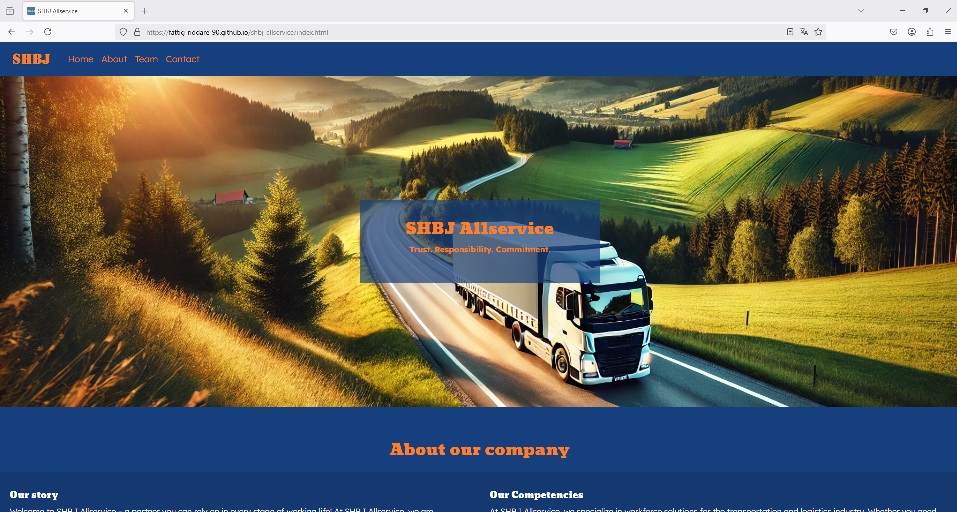 SHBJ Allservice
https://fattig-riddare-90.github.io/shbj-allservice/index.html
SHBJ Home About Team Contact
SHBJ Allservice
Trust. Responsibility. Commitment.
About our company
Our story
Welcome to SHBJ Allservice – a partner you can rely on in every stage of working life! At SHBJ Allservice, we are
Our Competencies
At SHBJ Allservice, we specialize in workforce solutions for the transportation and logistics industry. Whether you need